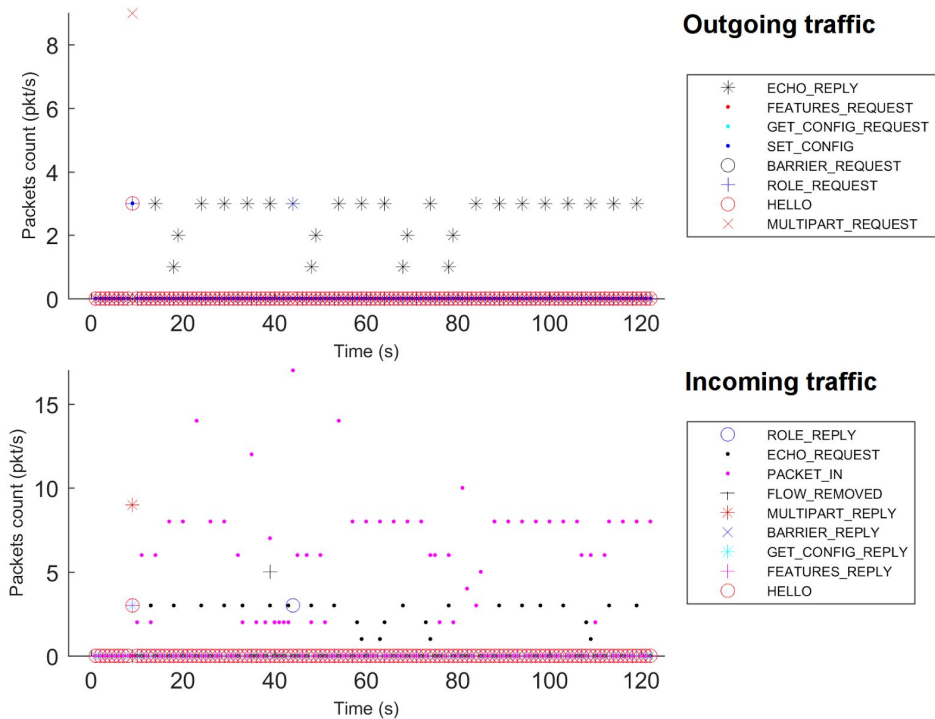 Outgoing traffic
8
6
4
2
0
Packets count (pkt/s)
0 20 40 60 80 100 120
Time (s)
ECHO_REPLY
FEATURES_REQUEST
GET_CONFIG_REQUEST
SET_CONFIG
BARRIER_REQUEST
ROLE_REQUEST
HELLO
MULTIPART_REQUEST
Incoming traffic
15
10
5
0
Packets count (pkt/s)
0 20 40 60 80 100 120
Time (s)
ROLE_REPLY
ECHO_REQUEST
PACKET_IN
FLOW_REMOVED
MULTIPART_REPLY
BARRIER_REPLY
GET_CONFIG_REPLY
FEATURES_REPLY
HELLO